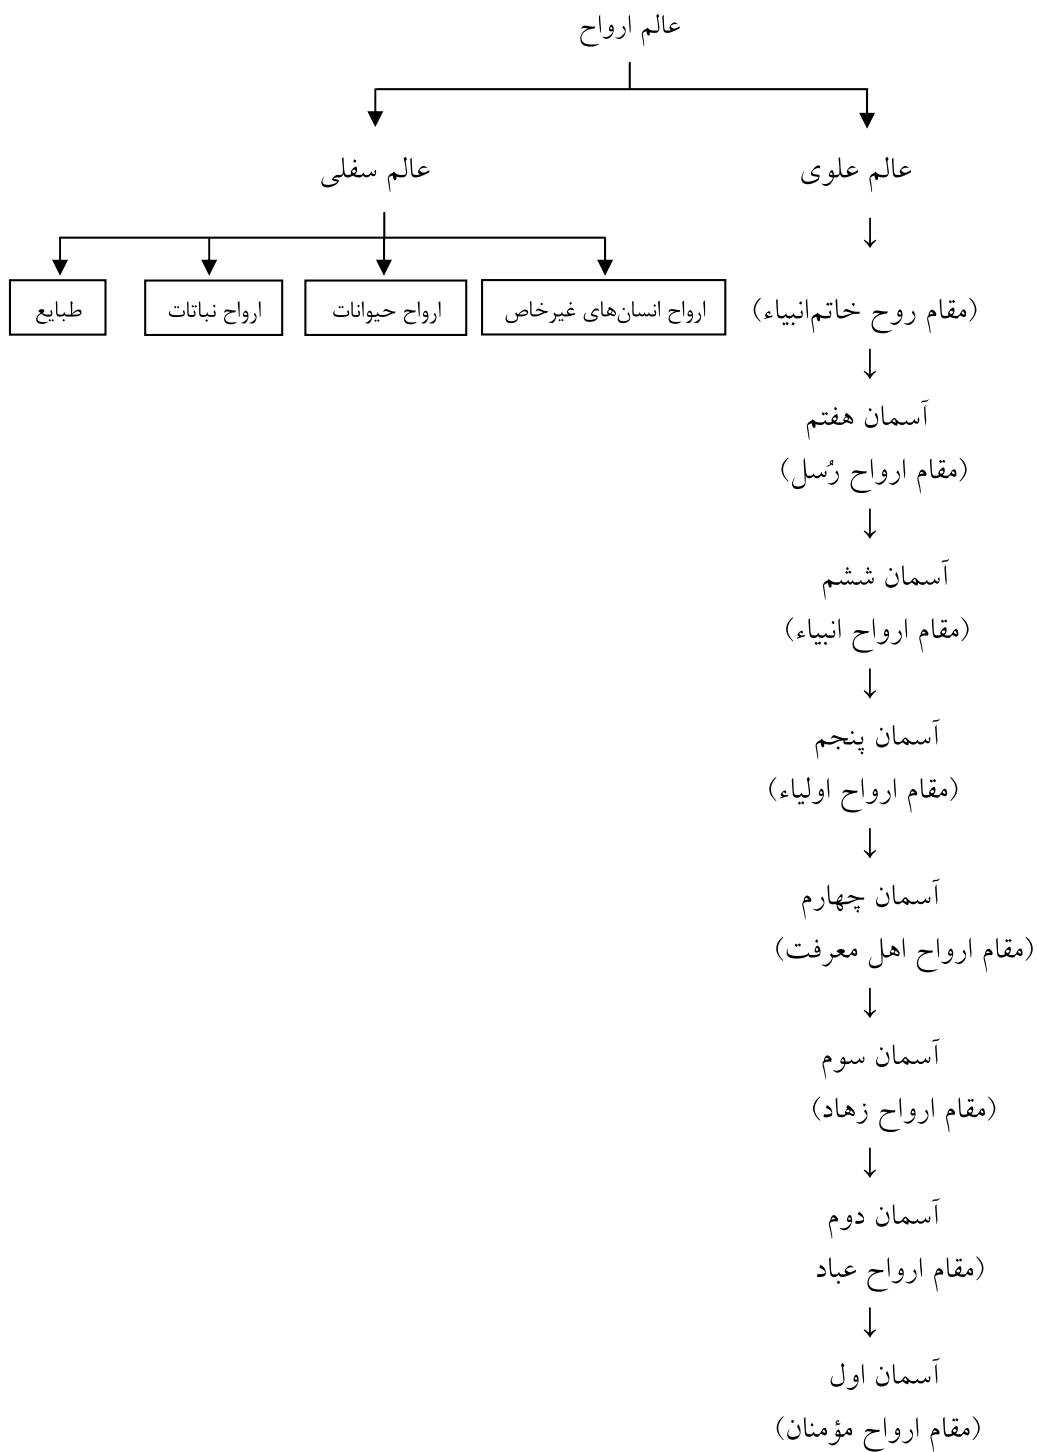 عالم ارواح
عالم علوی
عالم سفلی
↓
ارواح انسان‌های غیرخاص
ارواح حیوانات
ارواح نباتات
طبایع
(مقام روح خاتم‌انبیاء)
↓
آسمان هفتم
(مقام ارواح رُسل)
↓
آسمان ششم
(مقام ارواح انبیاء)
↓
آسمان پنجم
(مقام ارواح اولیاء)
↓
آسمان چهارم
(مقام ارواح اهل معرفت)
↓
آسمان سوم
(مقام ارواح زهاد)
↓
آسمان دوم
(مقام ارواح عباد
↓
آسمان اول
(مقام ارواح مؤمنان)